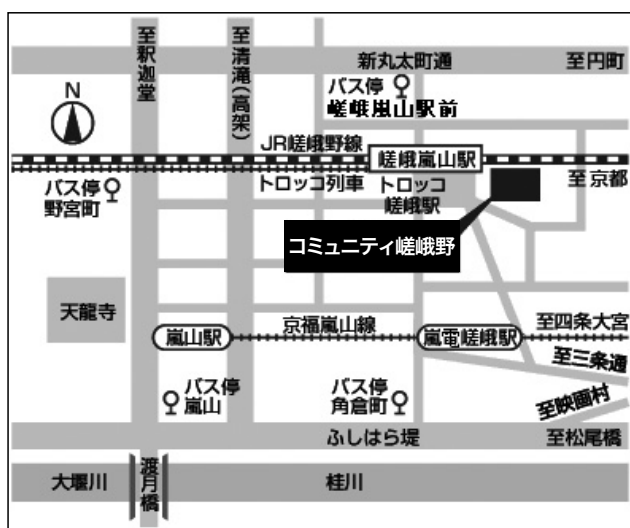 至釈迦堂
至清滝(高架)
新丸太町通
至円町
バス停
嵯峨嵐山駅前
N
JR嵯峨野線
嵯峨嵐山駅
トロッコ列車
トロッコ
嵯峨駅
至京都
バス停
野宮町
コミュニティ嵯峨野
天龍寺
嵐山駅
京福嵐山線
嵐電嵯峨駅
至四条大宮
至三条通
バス停
嵐山
バス停
角倉町
至映画村
ふしはら堤
至松尾橋
大堰川
渡月橋
桂川